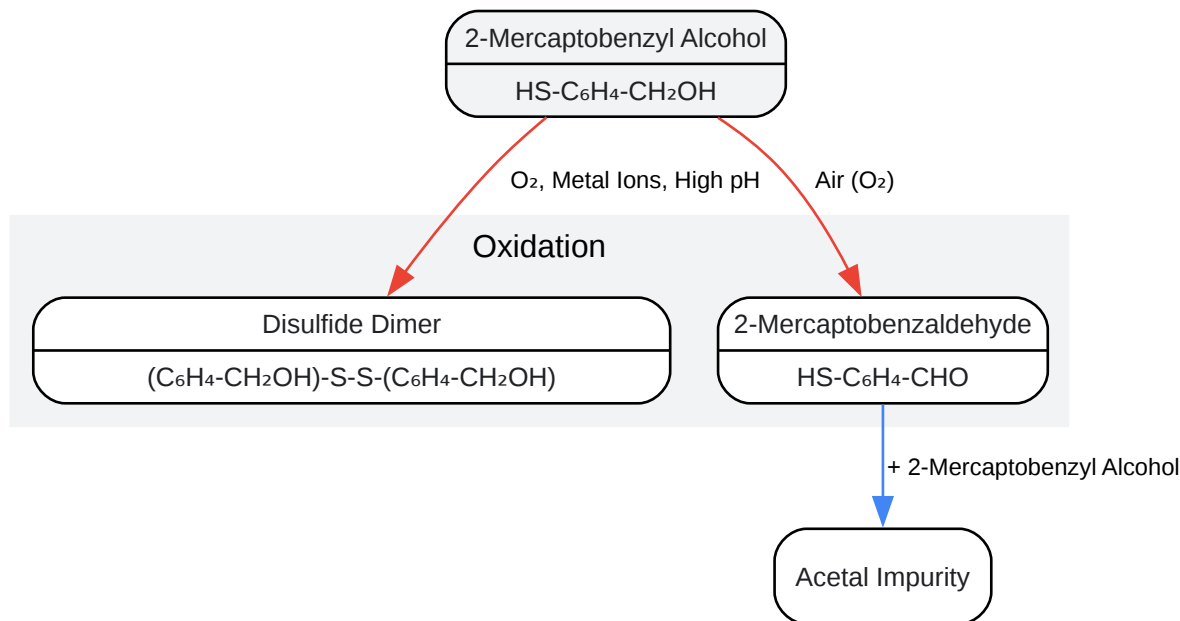 2-Mercaptobenzyl Alcohol
HS-C₆H₄-CH₂OH
O₂, Metal Ions, High pH
Air (O₂)
Oxidation
Disulfide Dimer
(C₆H₄-CH₂OH)-S-S-(C₆H₄-CH₂OH)
2-Mercaptobenzaldehyde
HS-C₆H₄-CHO
+ 2-Mercaptobenzyl Alcohol
Acetal Impurity